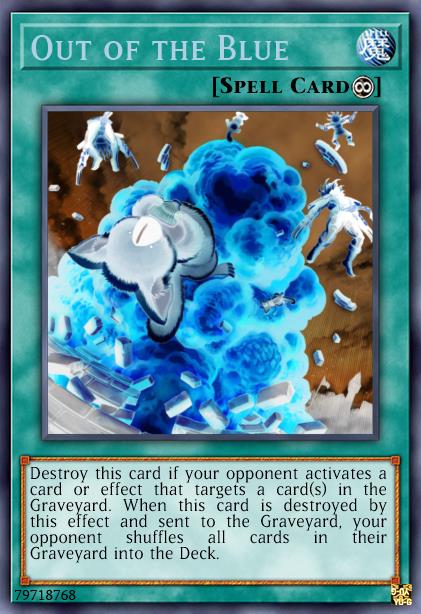 Out of the Blue
魔
[Spell Card]
Destroy this card if your opponent activates a
card or effect that targets a card(s) in the
Graveyard. When this card is destroyed by
this effect and sent to the Graveyard, your
opponent shuffles all cards in their
Graveyard into the Deck.
79718768